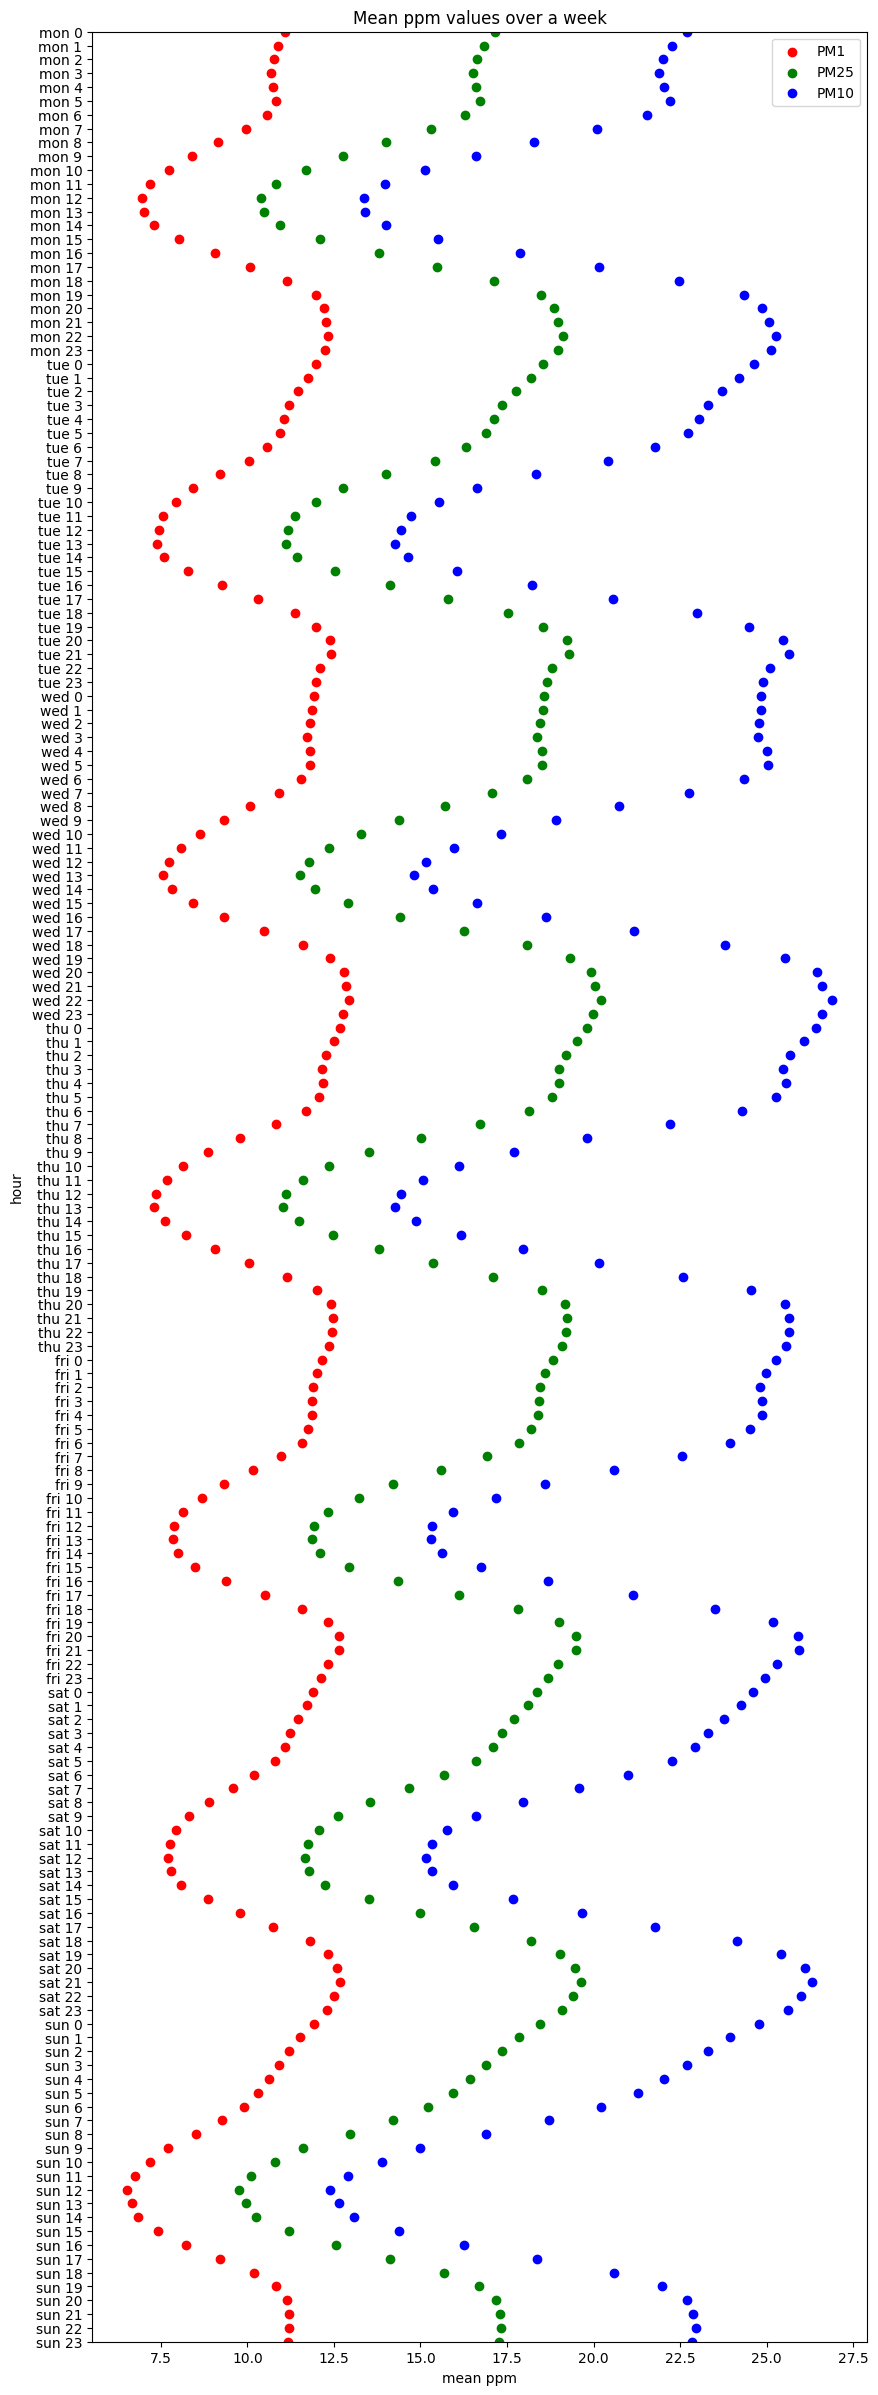 Mean ppm values over a week
PM1
PM25
PM10
mon 0
mon 1
mon 2
mon 3
mon 4
mon 5
mon 6
mon 7
mon 8
mon 9
mon 10
mon 11
mon 12
mon 13
mon 14
mon 15
mon 16
mon 17
mon 18
mon 19
mon 20
mon 21
mon 22
mon 23
tue 0
tue 1
tue 2
tue 3
tue 4
tue 5
tue 6
tue 7
tue 8
tue 9
tue 10
tue 11
tue 12
tue 13
tue 14
tue 15
tue 16
tue 17
tue 18
tue 19
tue 20
tue 21
tue 22
tue 23
wed 0
wed 1
wed 2
wed 3
wed 4
wed 5
wed 6
wed 7
wed 8
wed 9
wed 10
wed 11
wed 12
wed 13
wed 14
wed 15
wed 16
wed 17
wed 18
wed 19
wed 20
wed 21
wed 22
wed 23
thu 0
thu 1
thu 2
thu 3
thu 4
thu 5
thu 6
thu 7
thu 8
thu 9
thu 10
thu 11
thu 12
thu 13
thu 14
thu 15
thu 16
thu 17
thu 18
thu 19
thu 20
thu 21
thu 22
thu 23
fri 0
fri 1
fri 2
fri 3
fri 4
fri 5
fri 6
fri 7
fri 8
fri 9
fri 10
fri 11
fri 12
fri 13
fri 14
fri 15
fri 16
fri 17
fri 18
fri 19
fri 20
fri 21
fri 22
fri 23
sat 0
sat 1
sat 2
sat 3
sat 4
sat 5
sat 6
sat 7
sat 8
sat 9
sat 10
sat 11
sat 12
sat 13
sat 14
sat 15
sat 16
sat 17
sat 18
sat 19
sat 20
sat 21
sat 22
sat 23
sun 0
sun 1
sun 2
sun 3
sun 4
sun 5
sun 6
sun 7
sun 8
sun 9
sun 10
sun 11
sun 12
sun 13
sun 14
sun 15
sun 16
sun 17
sun 18
sun 19
sun 20
sun 21
sun 22
sun 23
hour
7.5 10.0 12.5 15.0 17.5 20.0 22.5 25.0 27.5
mean ppm